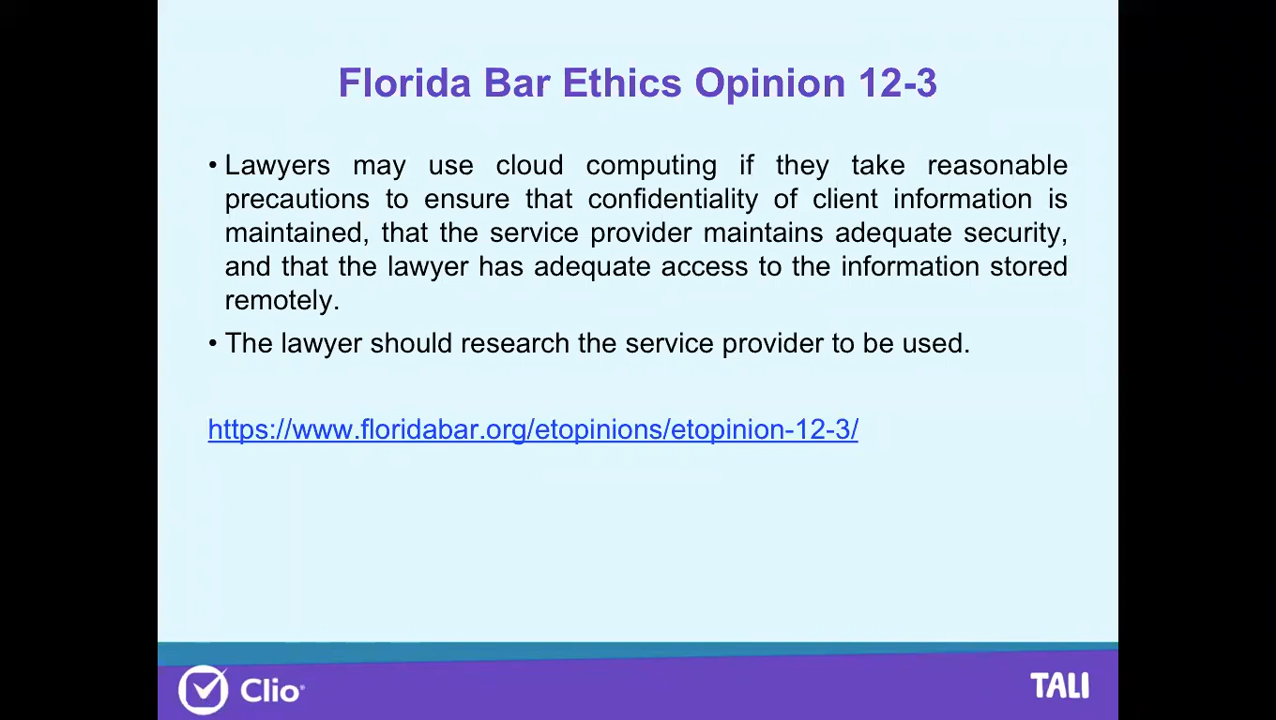 Florida Bar Ethics Opinion 12-3
• Lawyers may use cloud computing if they take reasonable
precautions to ensure that confidentiality of client information is
maintained, that the service provider maintains adequate security,
and that the lawyer has adequate access to the information stored
remotely.
• The lawyer should research the service provider to be used.
https://www.floridabar.org/etopinions/etopinion-12-3/
Clio®
TALI